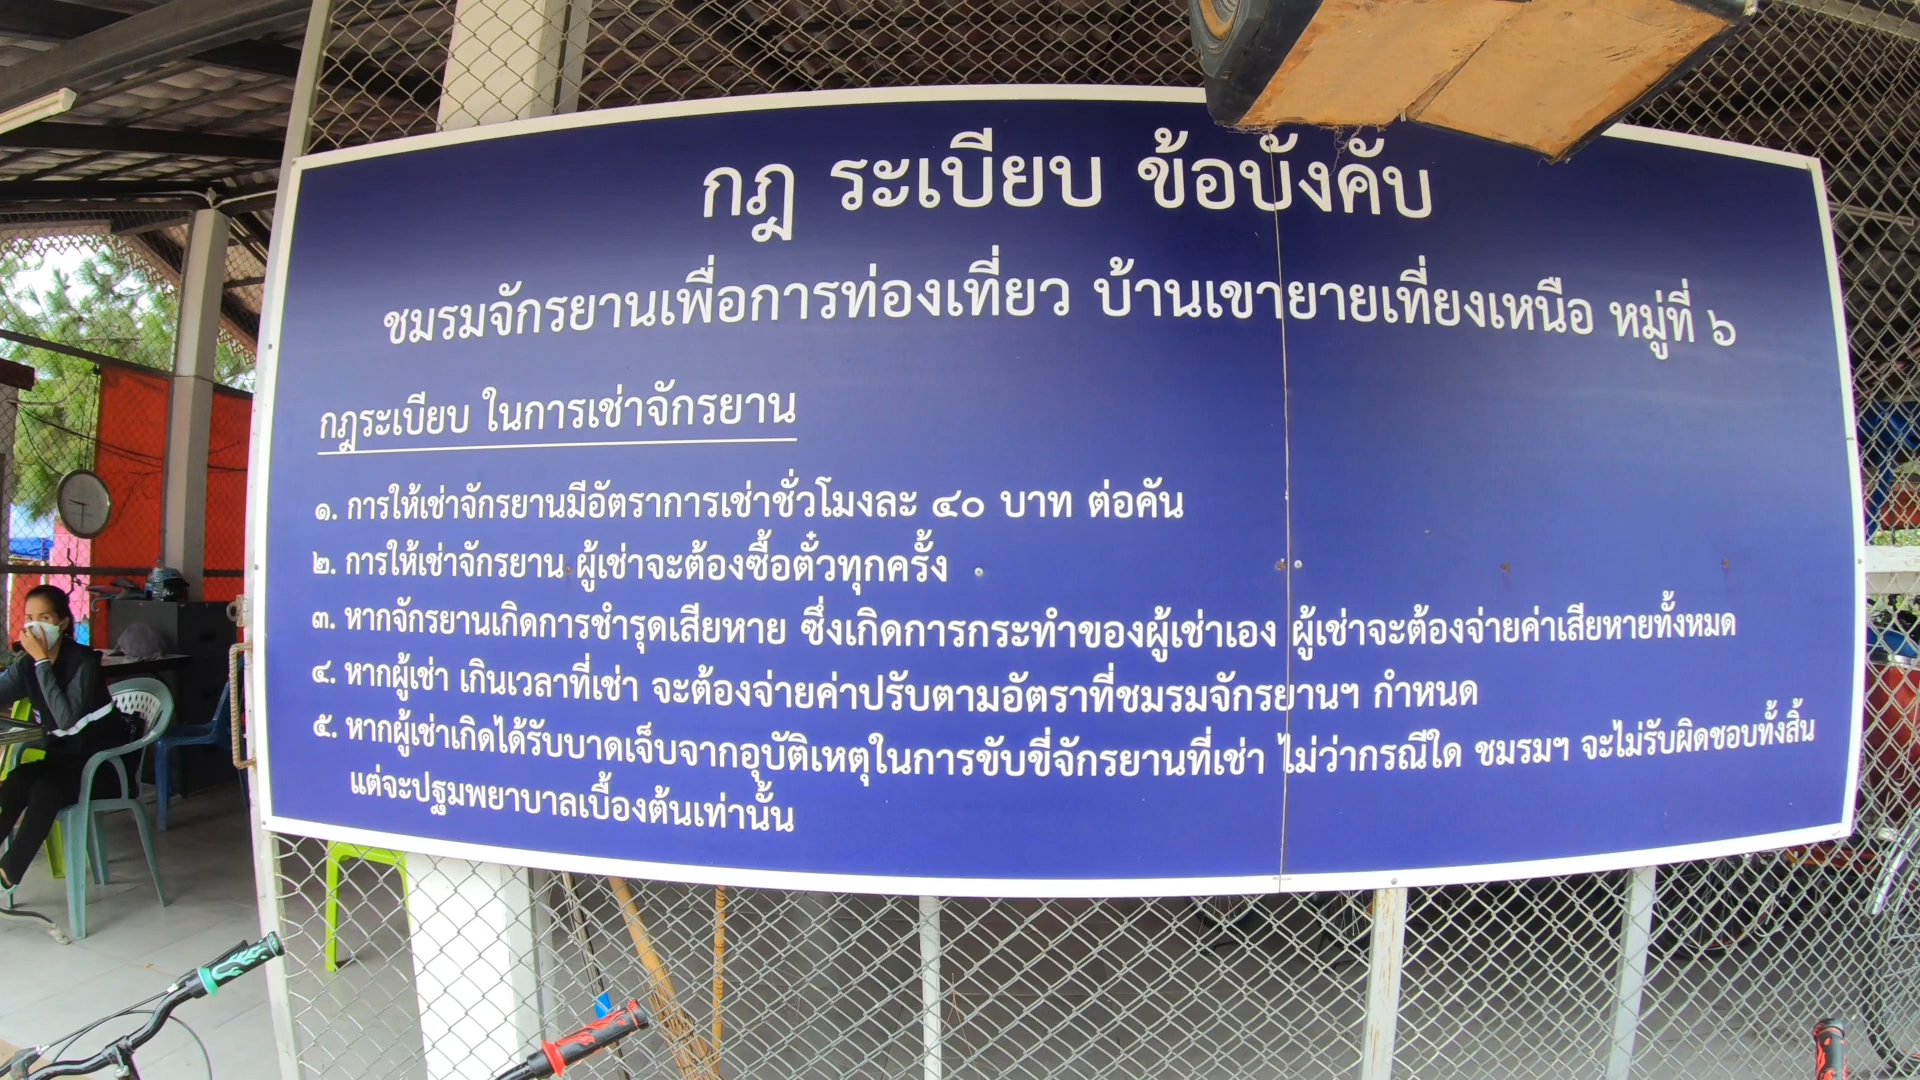 กฎ ระเบียบ ข้อบังคับ
ชมรมจักรยานเพื่อการท่องเที่ยว บ้านเขายายเที่ยงเหนือ หมู่ที่ ๖
กฎระเบียบ ในการเช่าจักรยาน
๑. การให้เช่าจักรยานมีอัตราการเช่าชั่วโมงละ ๔๐ บาท ต่อคัน
๒. การให้เช่าจักรยาน ผู้เช่าจะต้องซื้อตั๋วทุกครั้ง
๓. หากจักรยานเกิดการชำรุดเสียหาย ซึ่งเกิดการกระทำของผู้เช่าเอง ผู้เช่าจะต้องจ่ายค่าเสียหายทั้งหมด
๔. หากผู้เช่า เกินเวลาที่เช่า จะต้องจ่ายค่าปรับตามอัตราที่ชมรมจักรยานฯ กำหนด
๕. หากผู้เช่าเกิดได้รับบาดเจ็บจากอุบัติเหตุในการขับขี่จักรยานที่เช่า ไม่ว่ากรณีใด ชมรมฯ จะไม่รับผิดชอบทั้งสิ้น
แต่จะปฐมพยาบาลเบื้องต้นเท่านั้น